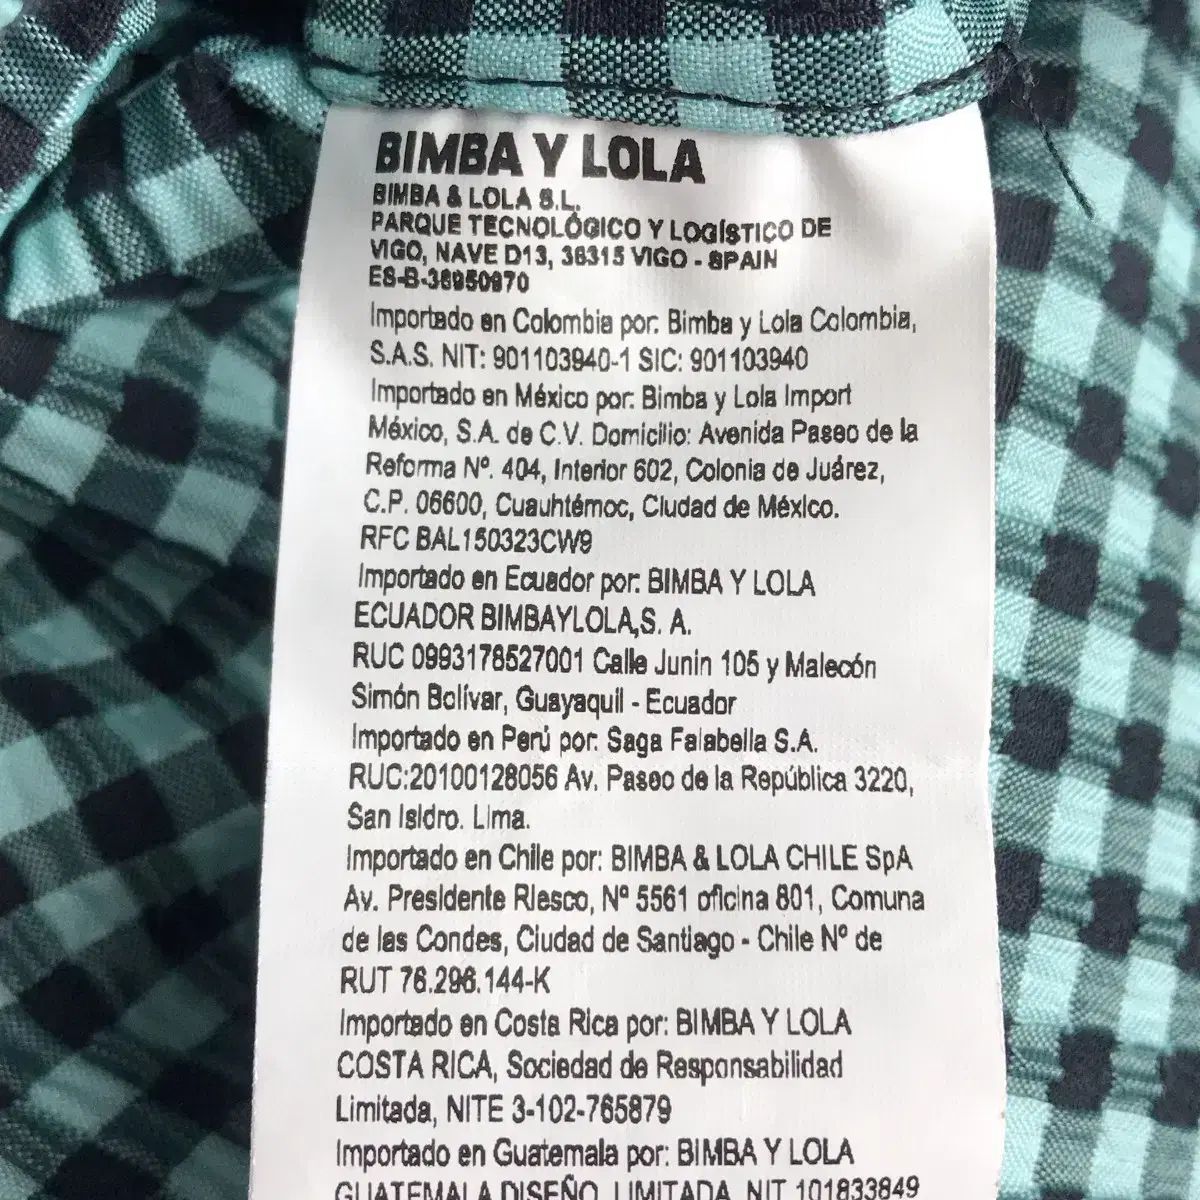 BIMBA Y LOLA
BIMBA & LOLA S.L.
PARQUE TECNOLÓGICO Y LOGÍSTICO DE
VIGO, NAVE D13, 36315 VIGO - SPAIN
ES-B-36950970
Importado en Colombia por: Bimba y Lola Colombia,
S.A.S. NIT: 901103940-1 SIC: 901103940
Importado en México por: Bimba y Lola Import
México, S.A. de C.V. Domicilio: Avenida Paseo de la
Reforma Nº. 404, Interior 602, Colonia de Juárez,
C.P. 06600, Cuauhtémoc, Ciudad de México.
RFC BAL150323CW9
Importado en Ecuador por: BIMBA Y LOLA
ECUADOR BIMBAYLOLA,S. A.
RUC 0993178527001 Calle Junin 105 y Malecón
Simón Bolívar, Guayaquil - Ecuador
Importado en Perú por: Saga Falabella S.A.
RUC:20100128056 Av. Paseo de la República 3220,
San Isidro. Lima.
Importado en Chile por: BIMBA & LOLA CHILE SpA
Av. Presidente Riesco, Nº 5561 oficina 801, Comuna
de las Condes, Ciudad de Santiago - Chile Nº de
RUT 76.296.144-K
Importado en Costa Rica por: BIMBA Y LOLA
COSTA RICA, Sociedad de Responsabilidad
Limitada, NITE 3-102-765879
Importado en Guatemala por: BIMBA Y LOLA
GUATEMALA DISEÑO, LIMITADA, NIT 101833849